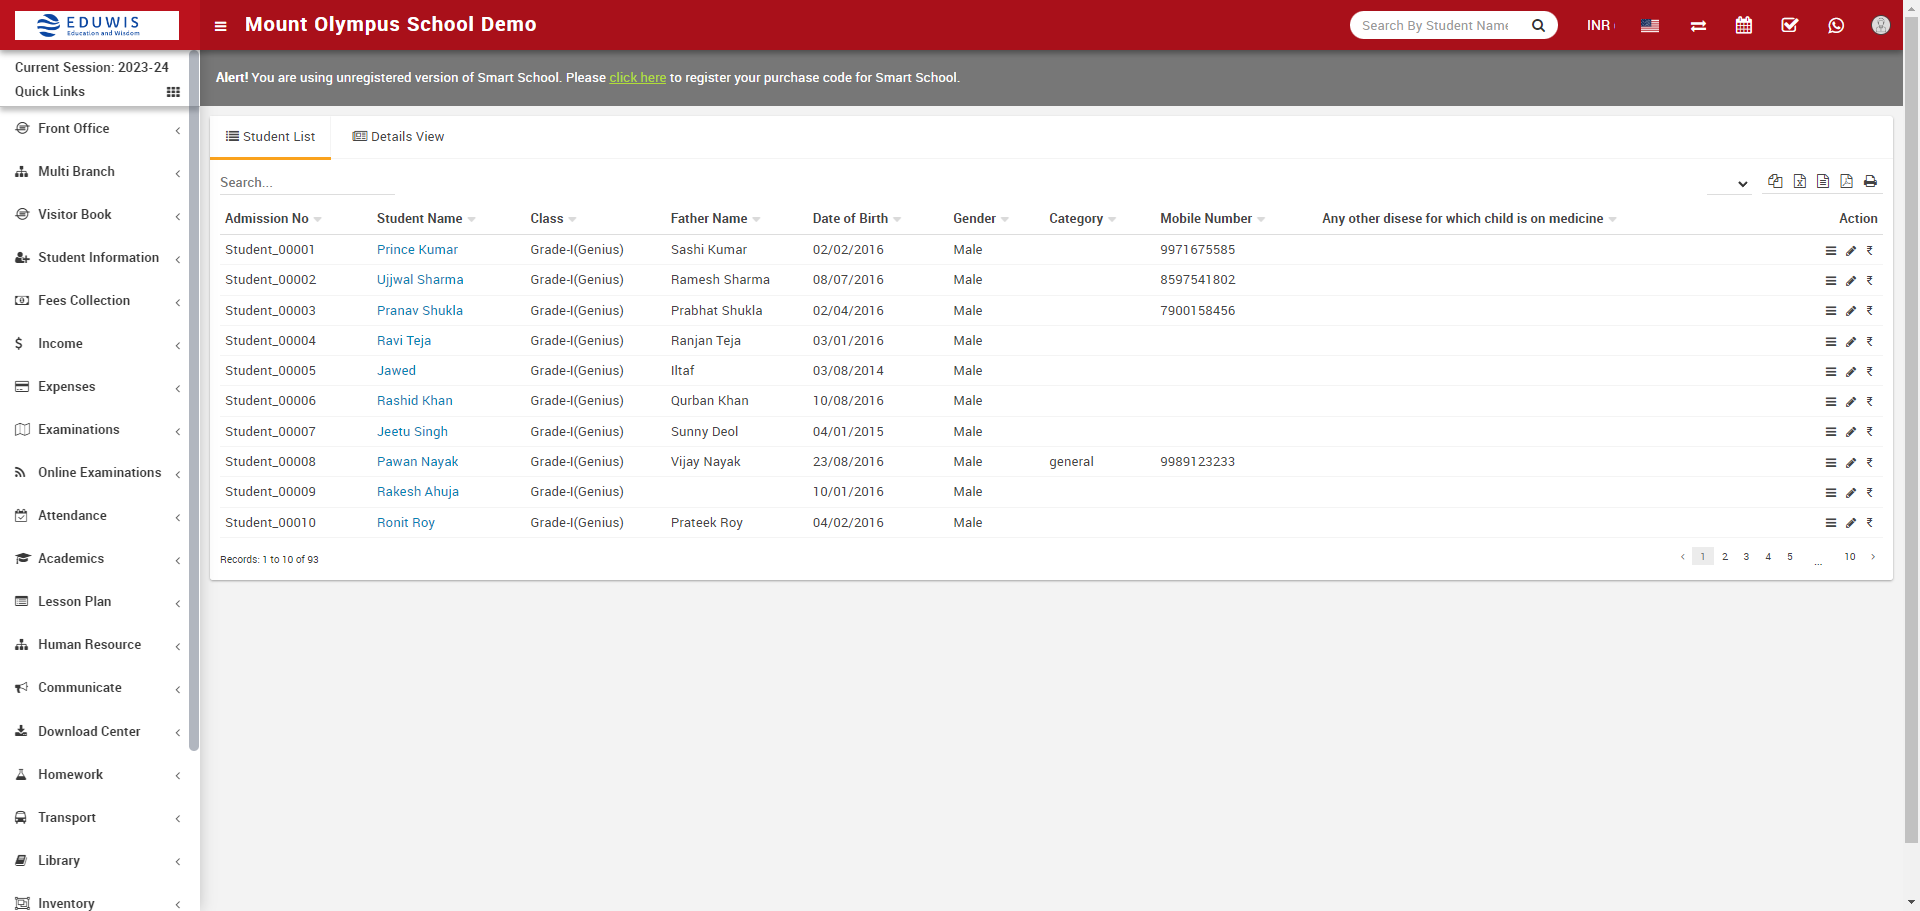 EDUWIS
Education and Wisdom
Mount Olympus School Demo
Search By Student Name
INR
Current Session: 2023-24
Quick Links
Alert! You are using unregistered version of Smart School. Please click here to register your purchase code for Smart School.
Front Office
Multi Branch
Visitor Book
Student Information
Fees Collection
Income
Expenses
Examinations
Online Examinations
Attendance
Academics
Lesson Plan
Human Resource
Communicate
Download Center
Homework
Transport
Library
Inventory
Student List Details View
Search...
Admission No Student Name Class Father Name Date of Birth Gender Category Mobile Number Any other disese for which child is on medicine Action
Student_00001 Prince Kumar Grade-I(Genius) Sashi Kumar 02/02/2016 Male 9971675585 ₹
Student_00002 Ujjwal Sharma Grade-I(Genius) Ramesh Sharma 08/07/2016 Male 8597541802 ₹
Student_00003 Pranav Shukla Grade-I(Genius) Prabhat Shukla 02/04/2016 Male 7900158456 ₹
Student_00004 Ravi Teja Grade-I(Genius) Ranjan Teja 03/01/2016 Male ₹
Student_00005 Jawed Grade-I(Genius) Iltaf 03/08/2014 Male ₹
Student_00006 Rashid Khan Grade-I(Genius) Qurban Khan 10/08/2016 Male ₹
Student_00007 Jeetu Singh Grade-I(Genius) Sunny Deol 04/01/2015 Male ₹
Student_00008 Pawan Nayak Grade-I(Genius) Vijay Nayak 23/08/2016 Male general 9989123233 ₹
Student_00009 Rakesh Ahuja Grade-I(Genius) 10/01/2016 Male ₹
Student_00010 Ronit Roy Grade-I(Genius) Prateek Roy 04/02/2016 Male ₹
Records: 1 to 10 of 93 1 2 3 4 5 ... 10